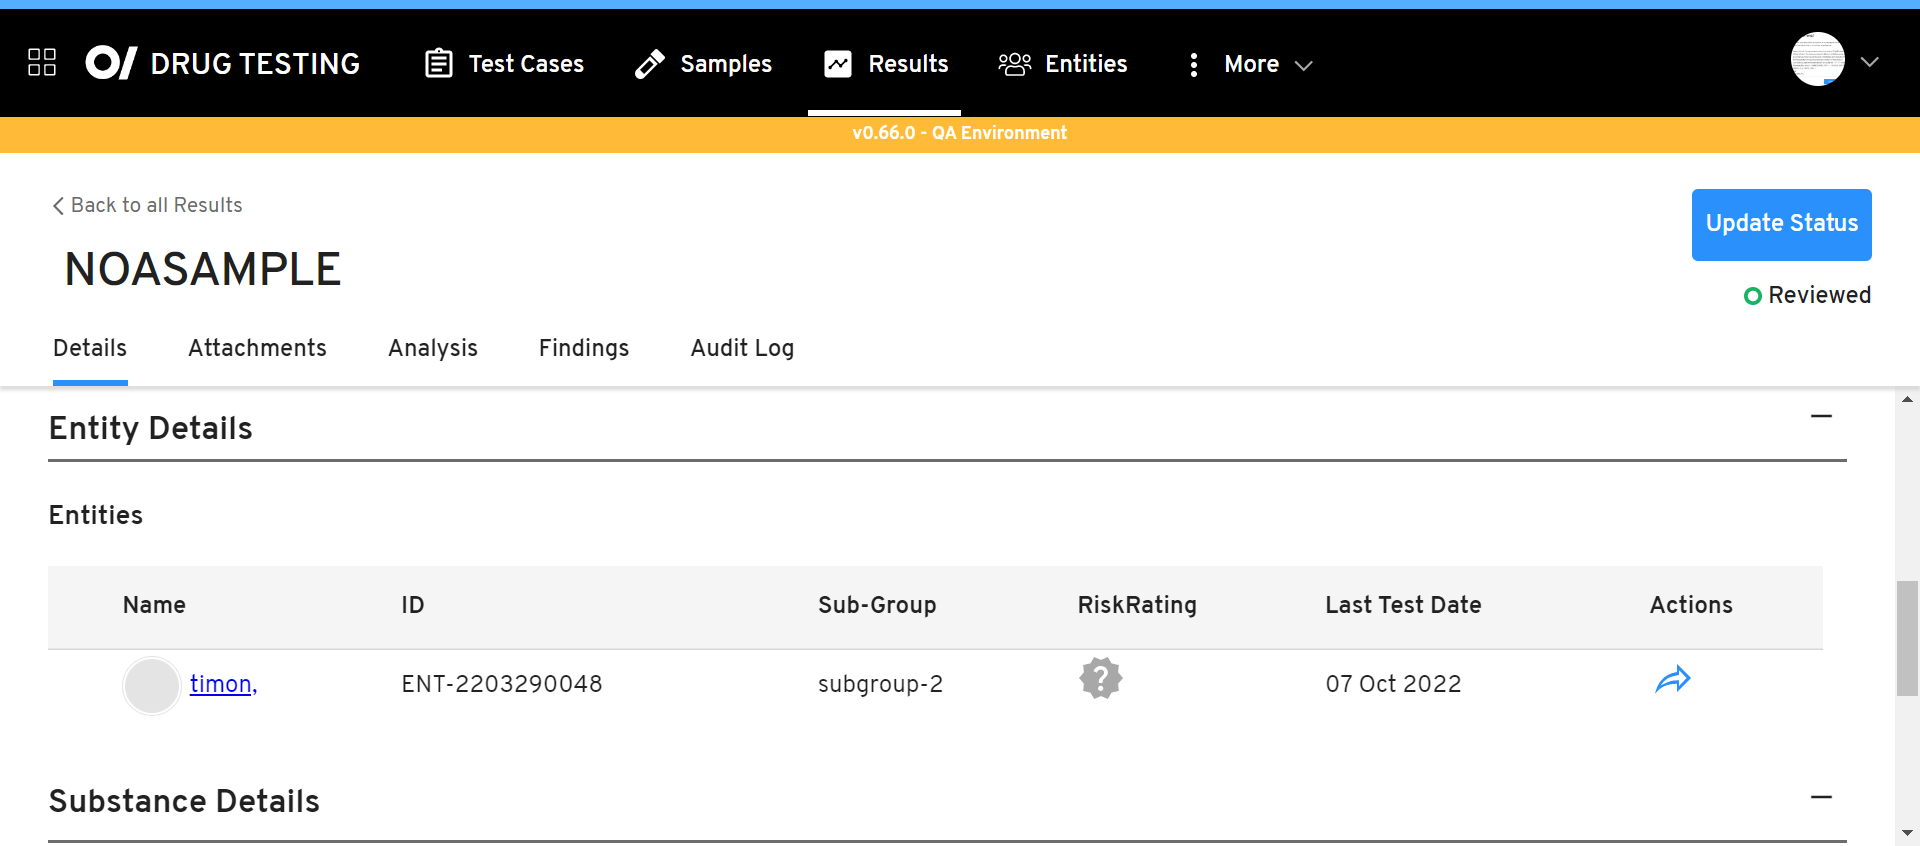 DRUG TESTING Test Cases Samples Results Entities More
v0.66.0 - QA Environment
Back to all Results
Update Status
NOASAMPLE
Reviewed
Details Attachments Analysis Findings Audit Log
Entity Details
Entities
Name ID Sub-Group RiskRating Last Test Date Actions
timon, ENT-2203290048 subgroup-2 ? 07 Oct 2022
Substance Details